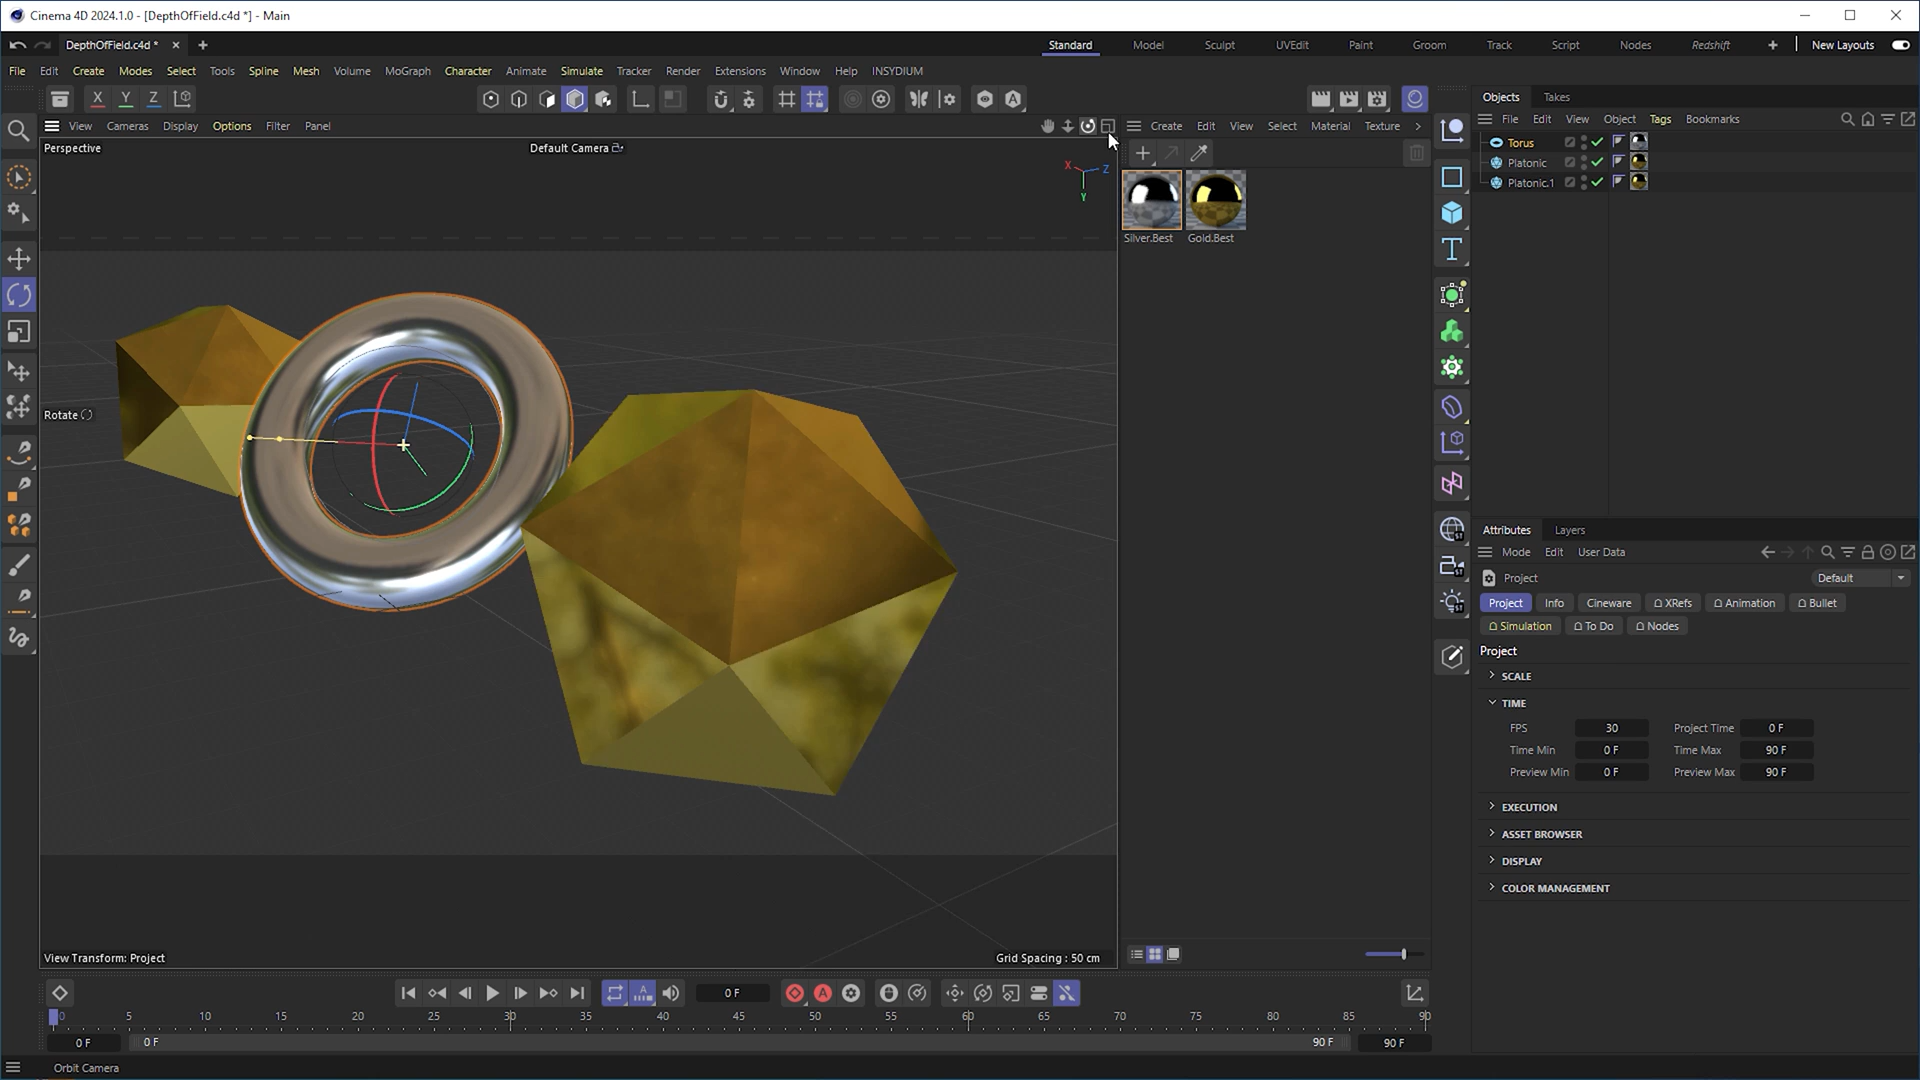 Cinema 4D 2024.1.0 - [DepthOfField.c4d *] - Main
DepthOfField.c4d *
Standard Model Sculpt UVEdit Paint Groom Track Script Nodes Redshift New Layouts
File Edit Create Modes Select Tools Spline Mesh Volume MoGraph Character Animate Simulate Tracker Render Extensions Window Help INSYDIUM
X Y Z
Objects Takes
View Cameras Display Options Filter Panel
Create Edit View Select Material Texture
File Edit View Object Tags Bookmarks
Perspective
Default Camera
X Z
Y
Torus
Platonic
Platonic.1
Silver.Best Gold.Best
Rotate
Attributes Layers
Mode Edit User Data
Project Default
Project Info Cineware XRefs Animation Bullet
Simulation To Do Nodes
Project
SCALE
TIME
FPS 30 Project Time 0 F
Time Min 0 F Time Max 90 F
Preview Min 0 F Preview Max 90 F
EXECUTION
ASSET BROWSER
DISPLAY
COLOR MANAGEMENT
View Transform: Project
Grid Spacing : 50 cm
0 F
0 5 10 15 20 25 30 35 40 45 50 55 60 65 70 75 80 85 90
0 F 0 F 90 F 90 F
Orbit Camera